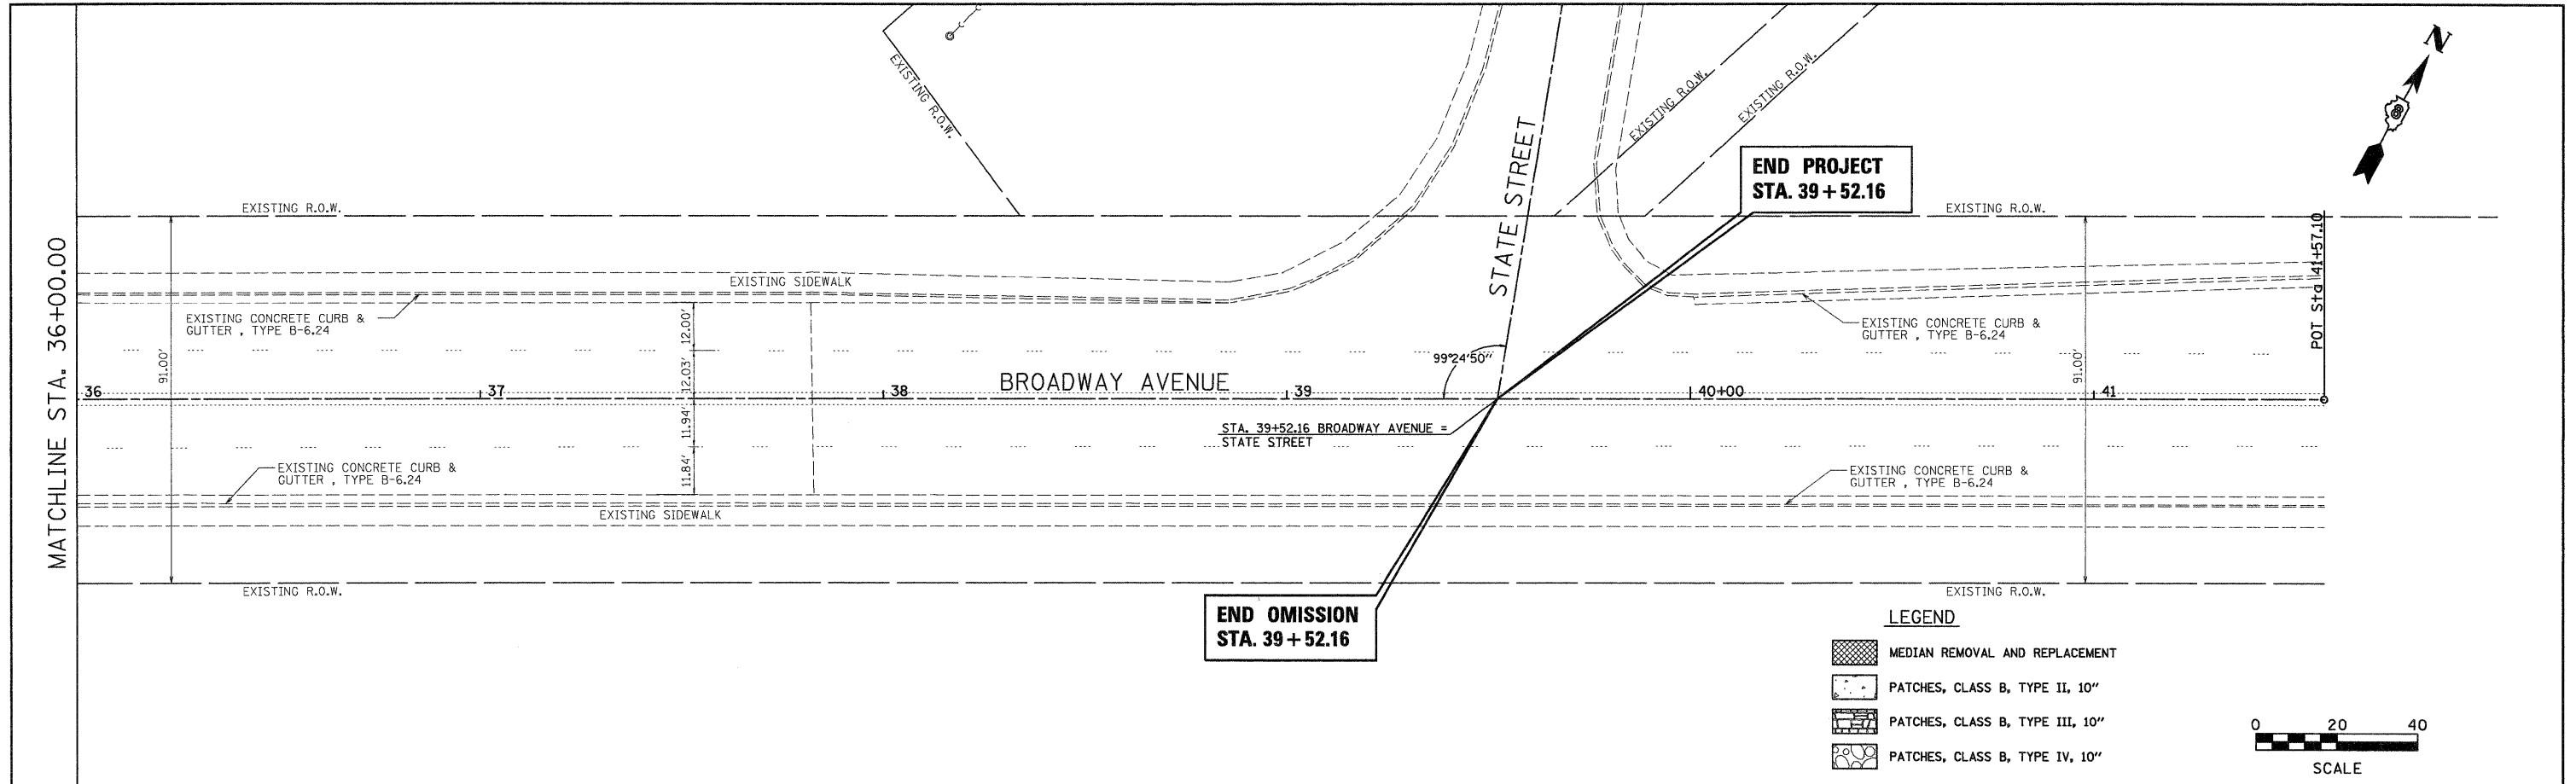 N
EXISTING R.O.W.
EXISTING R.O.W.
EXISTING R.O.W.
STATE STREET
END PROJECT
STA. 39+52.16
EXISTING R.O.W.
EXISTING R.O.W.
MATCHLINE STA. 36+00.00
POT Sta 41+57.10
EXISTING SIDEWALK
EXISTING CONCRETE CURB &
GUTTER , TYPE B-6.24
12.00'
EXISTING CONCRETE CURB &
GUTTER , TYPE B-6.24
91.00'
12.03'
99°24'50"
91.00'
BROADWAY AVENUE
36
37
38
39
40+00
41
11.94'
STA. 39+52.16 BROADWAY AVENUE =
STATE STREET
EXISTING CONCRETE CURB &
GUTTER , TYPE B-6.24
11.84'
EXISTING CONCRETE CURB &
GUTTER , TYPE B-6.24
EXISTING SIDEWALK
EXISTING R.O.W.
EXISTING R.O.W.
END OMISSION
STA. 39+52.16
LEGEND
MEDIAN REMOVAL AND REPLACEMENT
PATCHES, CLASS B, TYPE II, 10"
PATCHES, CLASS B, TYPE III, 10"
PATCHES, CLASS B, TYPE IV, 10"
0 20 40
SCALE